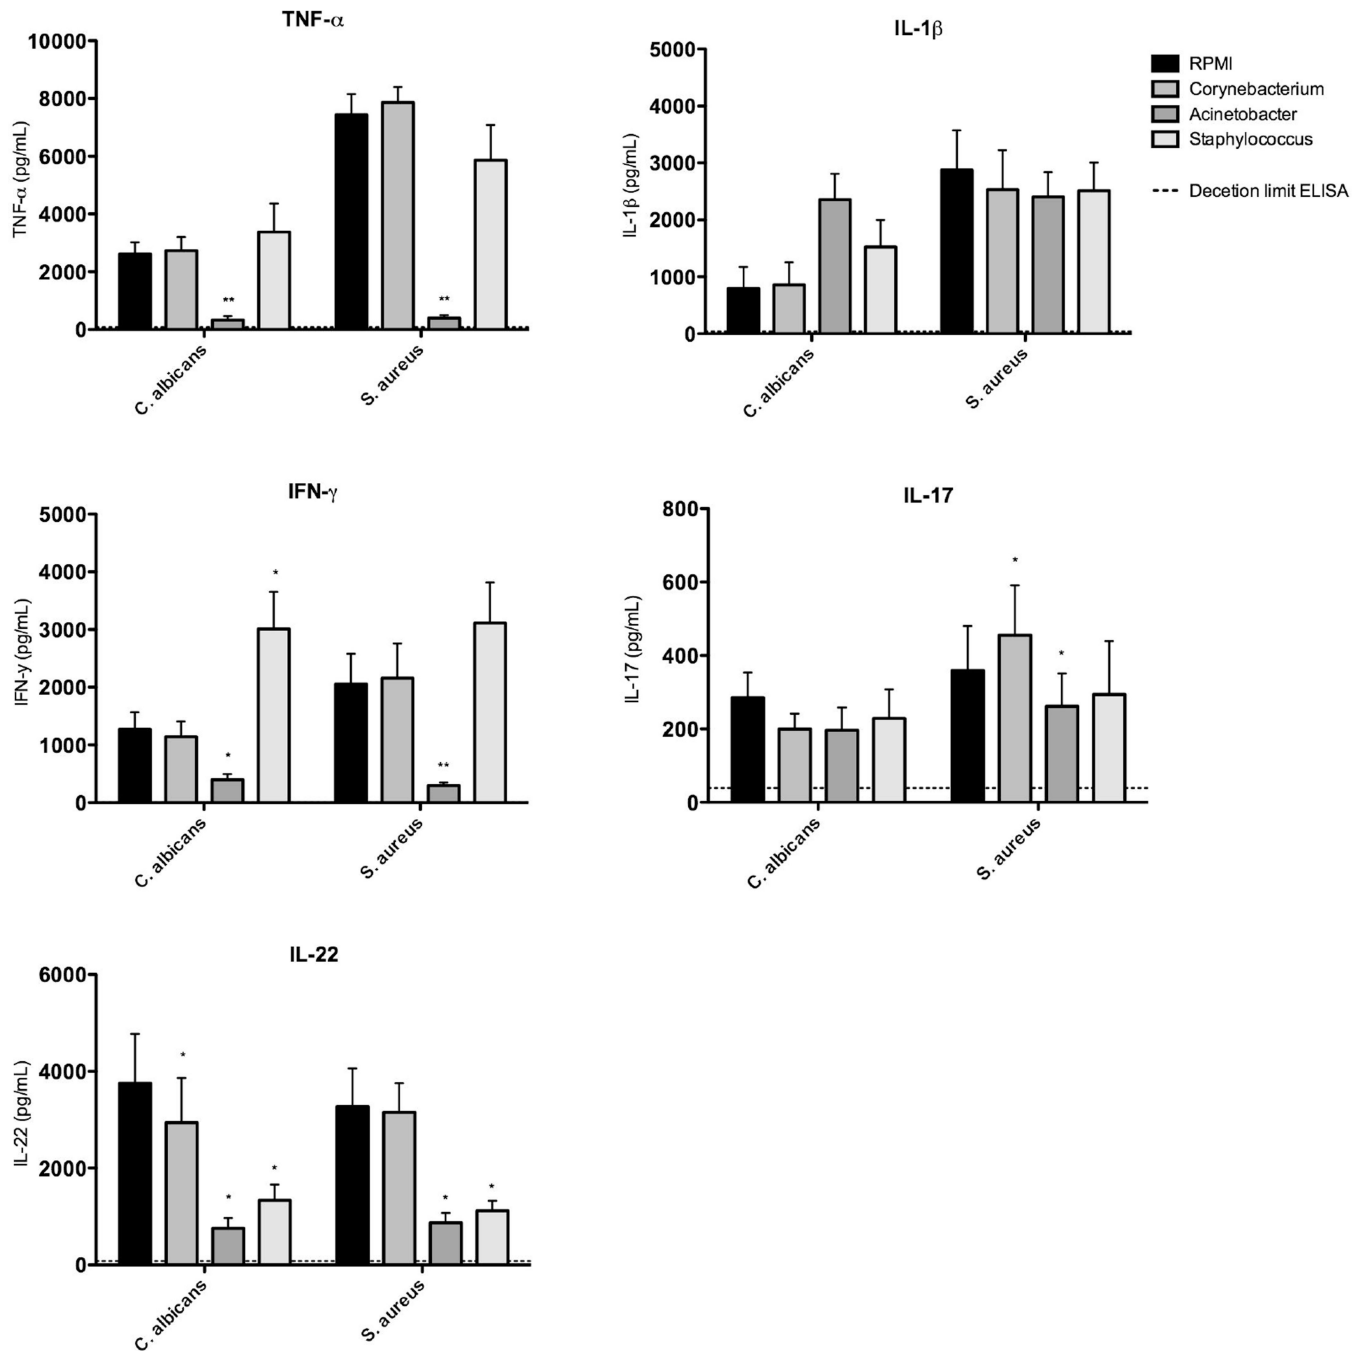 TNF-α
10000
8000
6000
4000
2000
0
TNF-α (pg/mL)
**
**
C. albicans
S. aureus
IL-1β
5000
4000
3000
2000
1000
0
IL-1β (pg/mL)
C. albicans
S. aureus
RPMI
Corynebacterium
Acinetobacter
Staphylococcus
Decetion limit ELISA
IFN-γ
5000
4000
3000
2000
1000
0
IFN-y (pg/mL)
*
*
**
C. albicans
S. aureus
IL-17
800
600
400
200
0
IL-17 (pg/mL)
*
*
C. albicans
S. aureus
IL-22
6000
4000
2000
0
IL-22 (pg/mL)
*
*
*
*
*
C. albicans
S. aureus